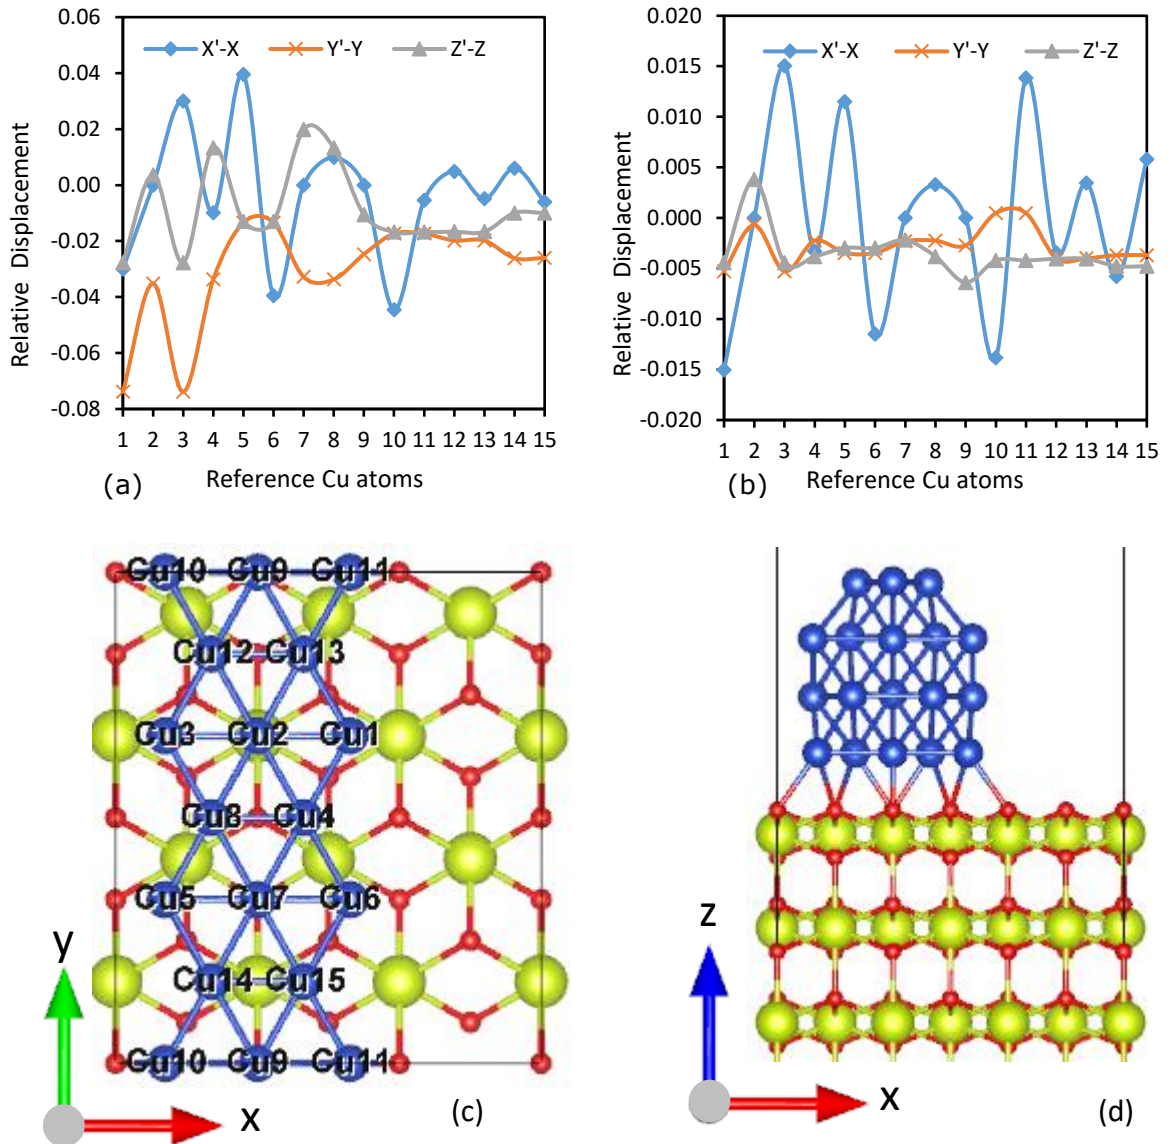 0.06
0.04
0.02
0.00
-0.02
-0.04
-0.06
-0.08
Relative Displacement
X'-X Y'-Y Z'-Z
1 2 3 4 5 6 7 8 9 10 11 12 13 14 15
(a) Reference Cu atoms
0.020
0.015
0.010
0.005
0.000
-0.005
-0.010
-0.015
-0.020
Relative Displacement
X'-X Y'-Y Z'-Z
1 2 3 4 5 6 7 8 9 10 11 12 13 14 15
(b) Reference Cu atoms
Cu10 Cu9 Cu11
Cu12 Cu13
Cu3 Cu2 Cu1
Cu8 Cu4
Cu5 Cu7 Cu6
Cu14 Cu15
Cu10 Cu9 Cu11
y
x
(c)
z
x
(d)